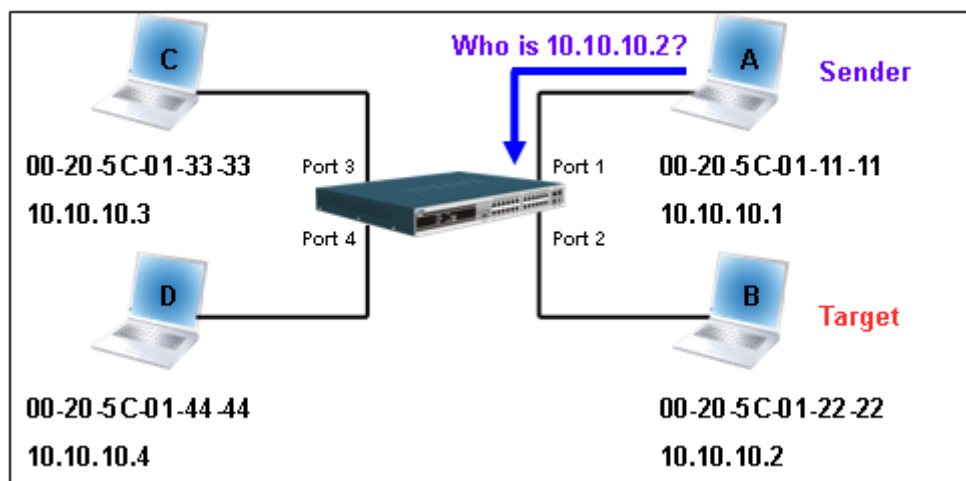 C
Who is 10.10.10.2?
A
Sender
00-20-5C-01-33-33
Port 3
Port 1
00-20-5C-01-11-11
10.10.10.3
10.10.10.1
Port 4
Port 2
D
B
Target
00-20-5C-01-44-44
00-20-5C-01-22-22
10.10.10.4
10.10.10.2